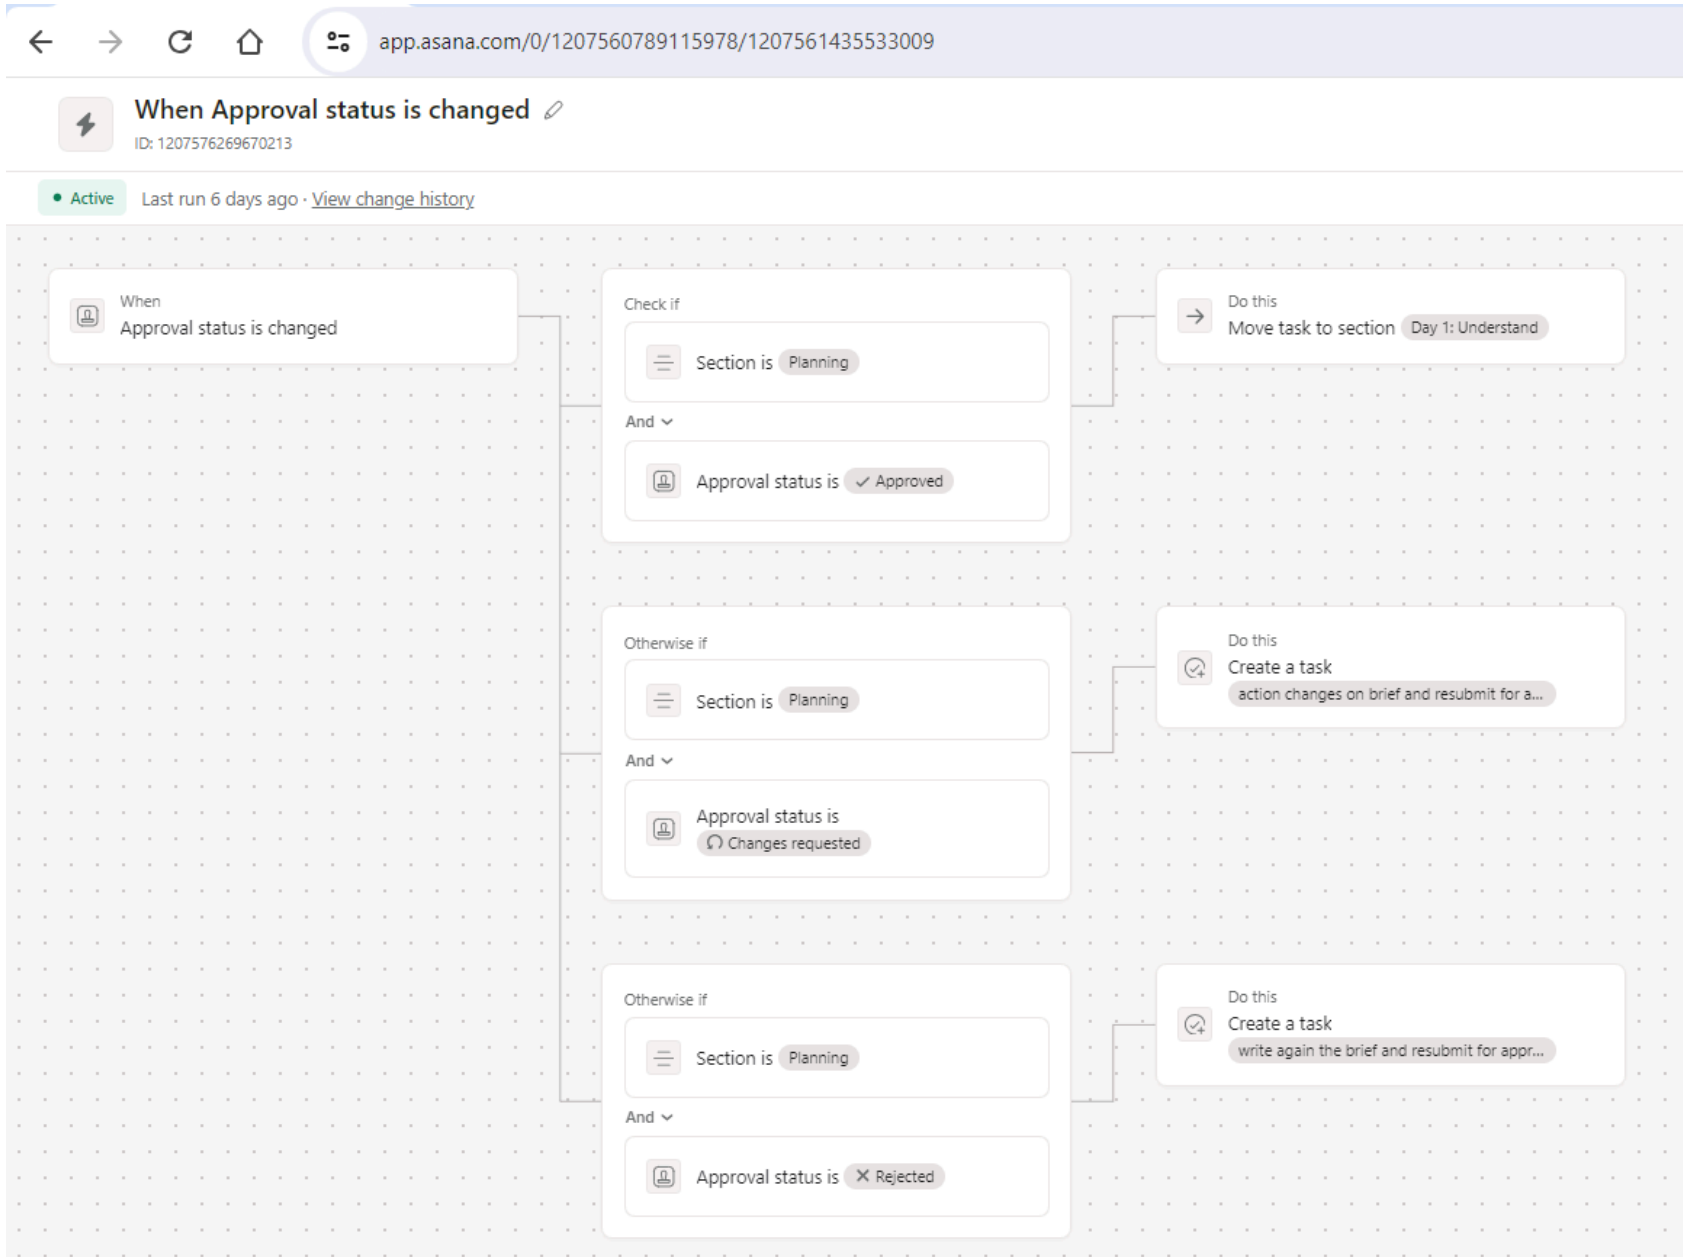 app.asana.com/0/1207560789115978/1207561435533009
When Approval status is changed
ID: 1207576269670213
Active Last run 6 days ago · View change history
When
Approval status is changed
Check if
Section is Planning
And
Approval status is Approved
Do this
Move task to section Day 1: Understand
Otherwise if
Section is Planning
And
Approval status is
Changes requested
Do this
Create a task
action changes on brief and resubmit for a...
Otherwise if
Section is Planning
And
Approval status is Rejected
Do this
Create a task
write again the brief and resubmit for appr...